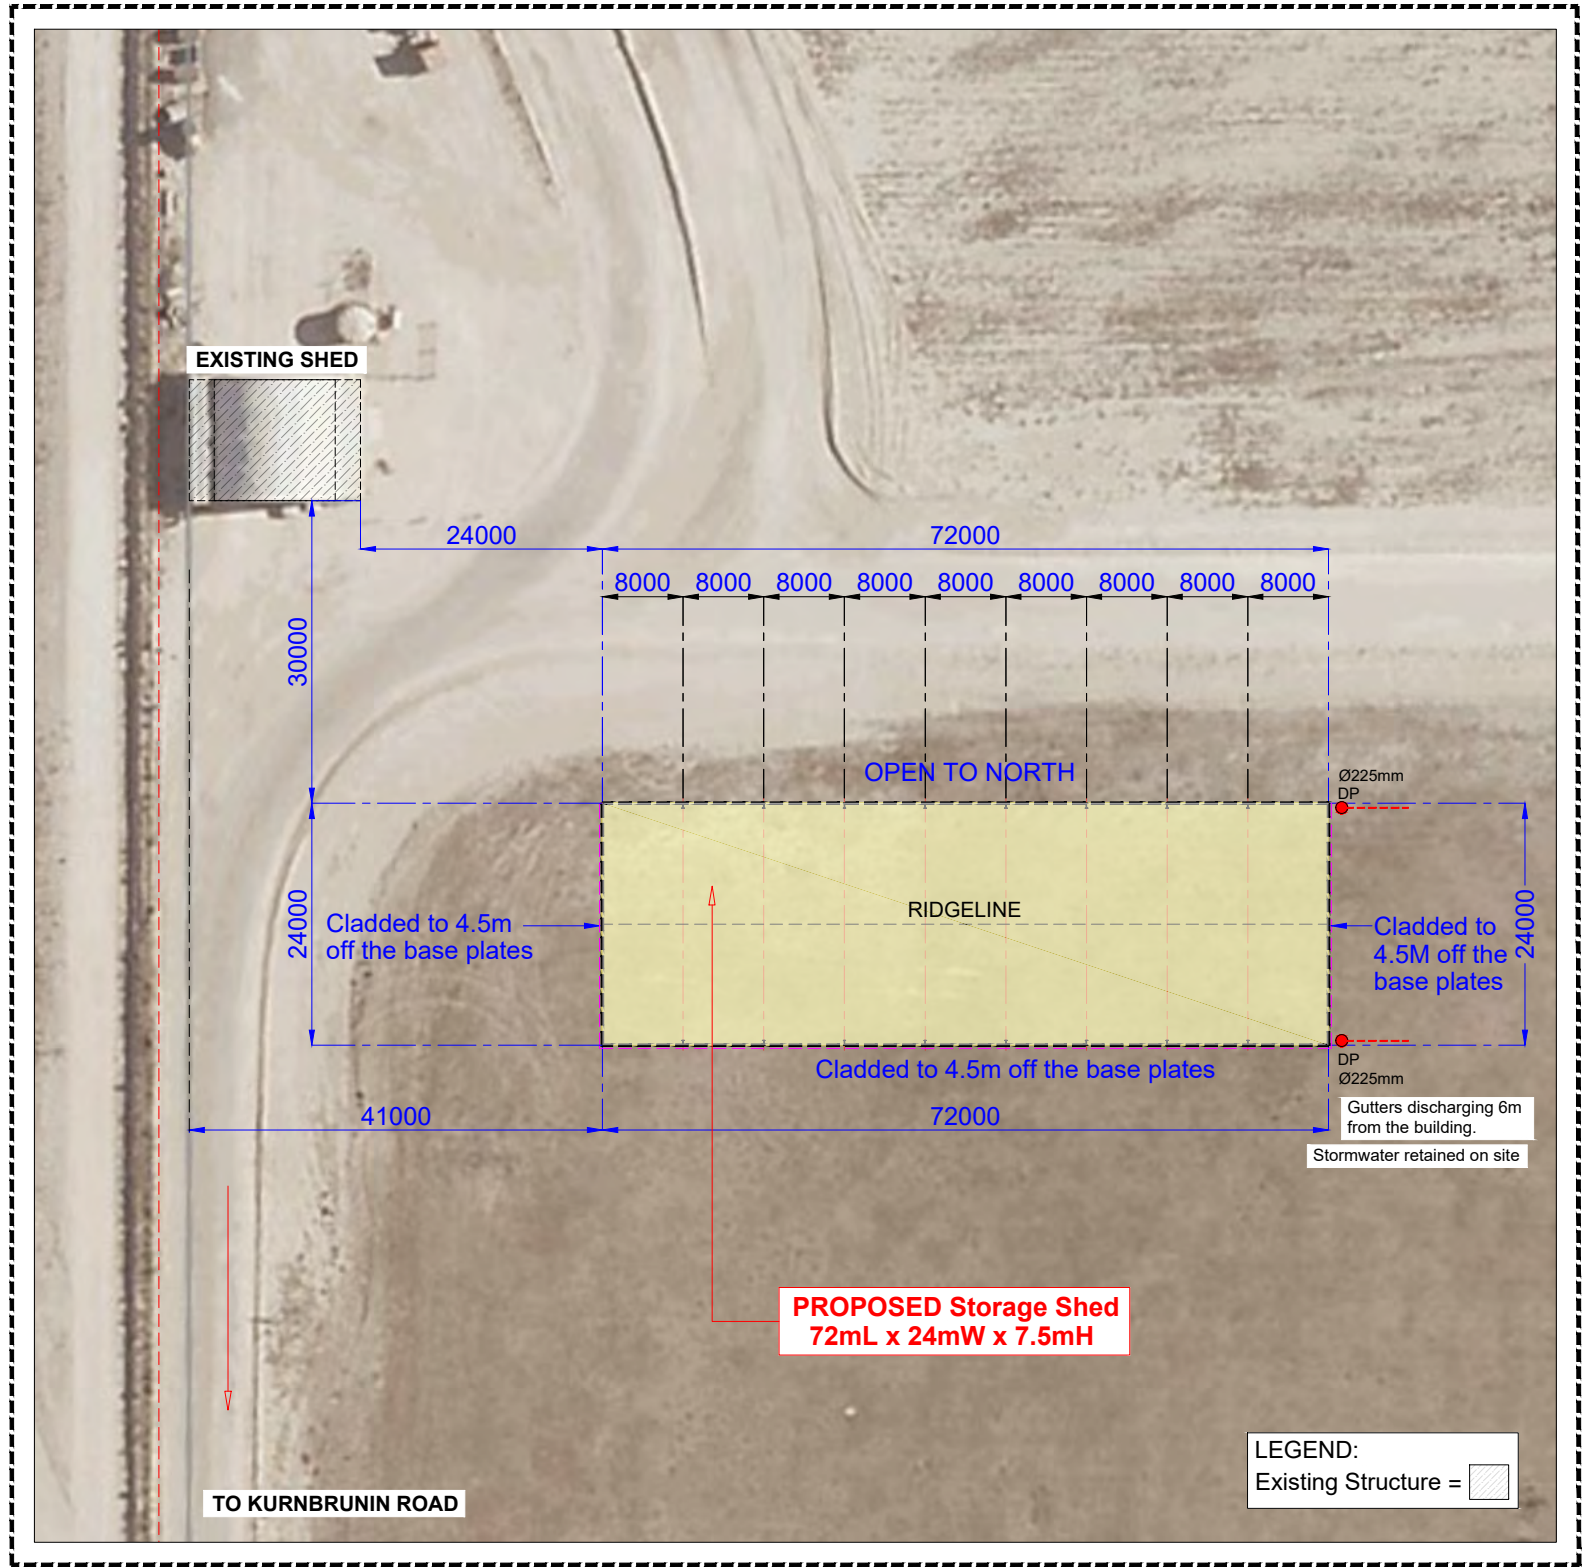 EXISTING SHED
24000
72000
8000 8000 8000 8000 8000 8000 8000 8000 8000
30000
OPEN TO NORTH
Ø225mm
DP
24000
Cladded to 4.5m
off the base plates
RIDGELINE
Cladded to
4.5M off the
base plates
24000
Cladded to 4.5m off the base plates
DP
Ø225mm
41000
72000
Gutters discharging 6m
from the building.
Stormwater retained on site
PROPOSED Storage Shed
72mL x 24mW x 7.5mH
LEGEND:
Existing Structure =
TO KURNBRUNIN ROAD